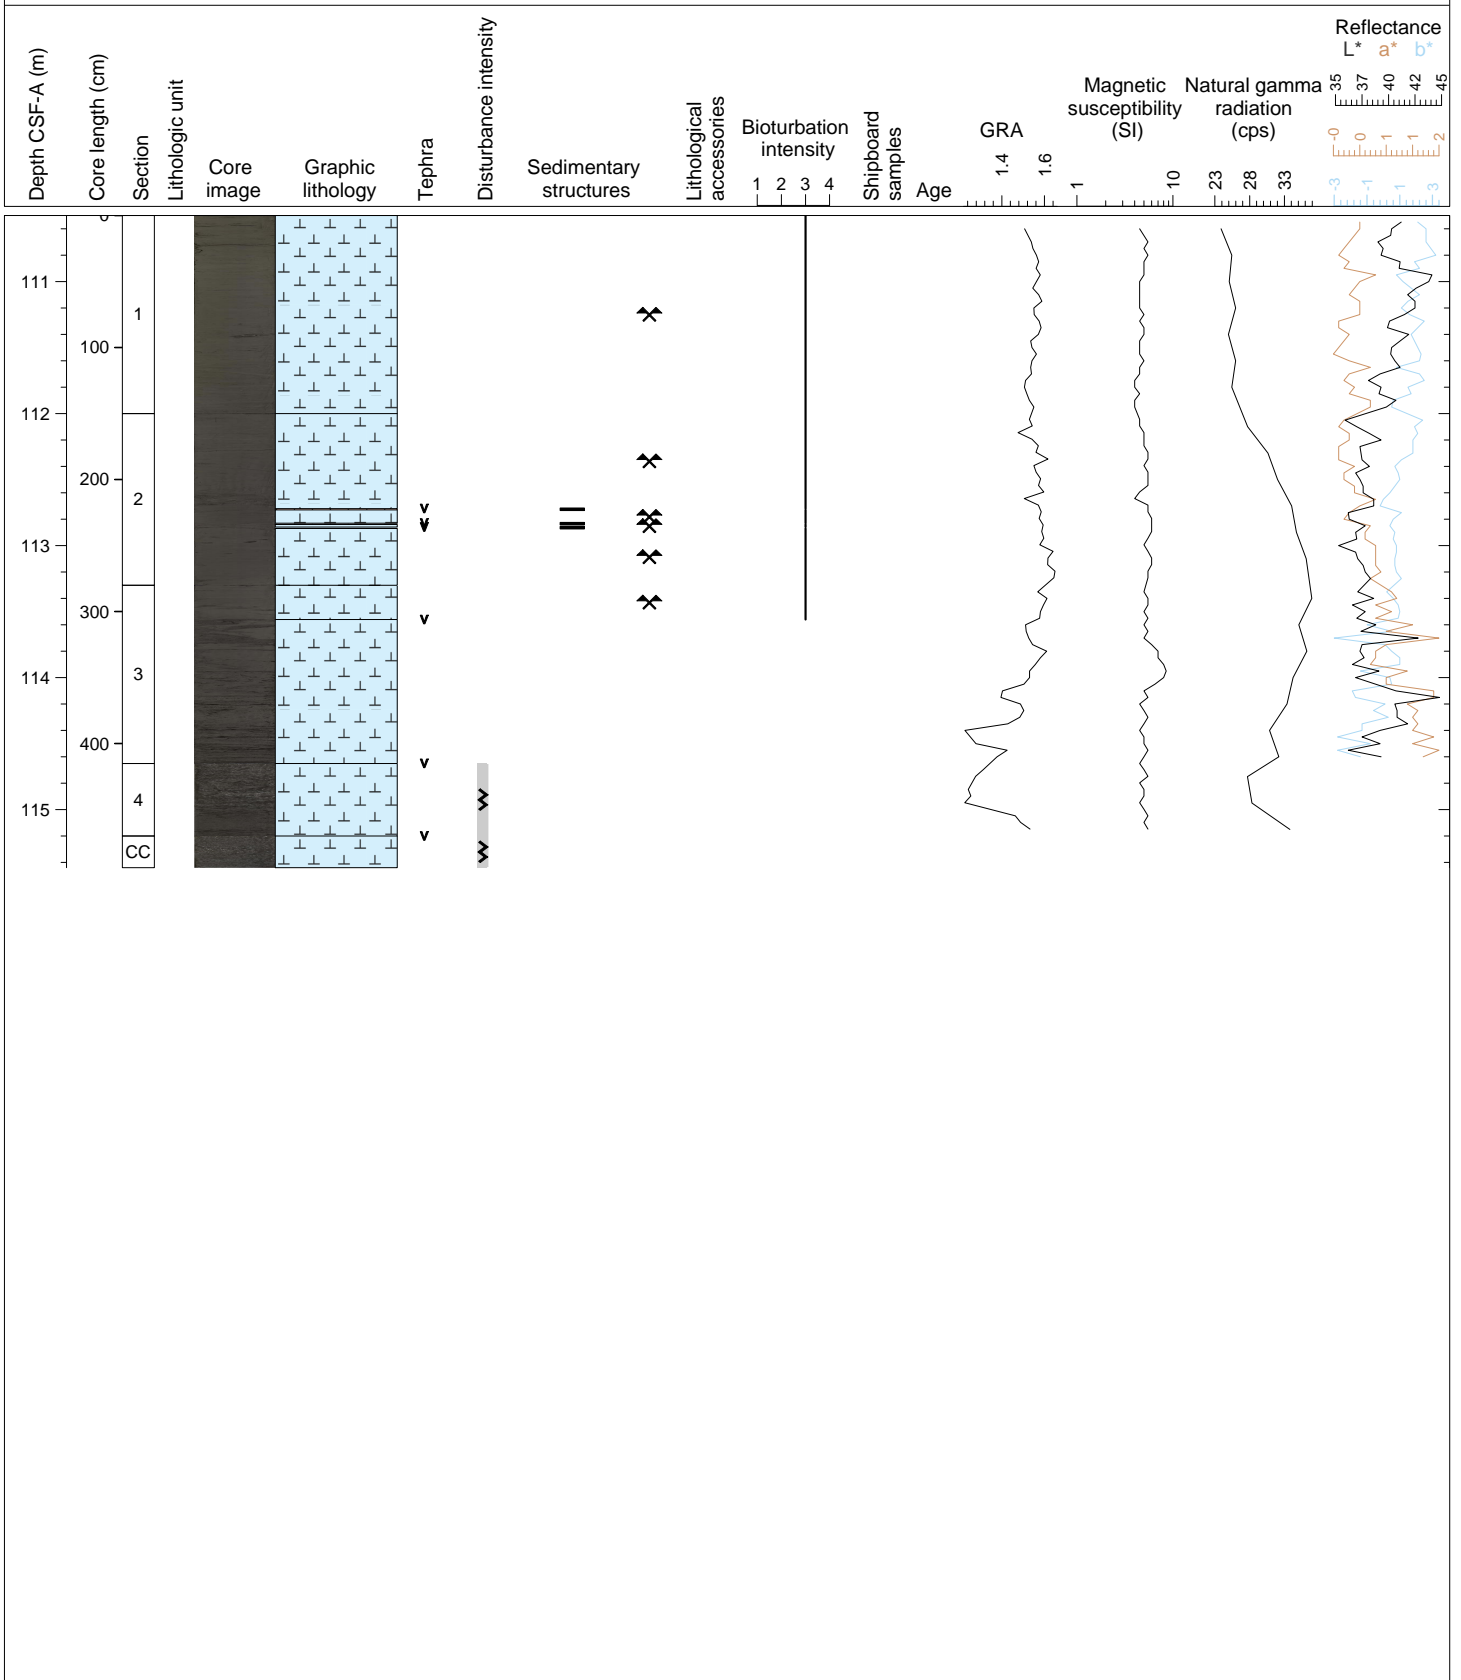 Depth CSF-A (m)
Core length (cm)
Section
Lithologic unit
Core
image
Graphic
lithology
Tephra
Disturbance intensity
Sedimentary
structures
Lithological
accessories
Bioturbation
intensity
1 2 3 4
Shipboard
samples
Age
GRA
1.4 1.6
Magnetic
susceptibility
(SI)
1 10
Natural gamma
radiation
(cps)
23 28 33
Reflectance
L* a* b*
35 37 40 42 45
-0 0 1 1 2
-3 -1 1 3
0
111
1
100
112
200
2
v
v
v
113
300
v
114
3
400
v
4
115
v
CC